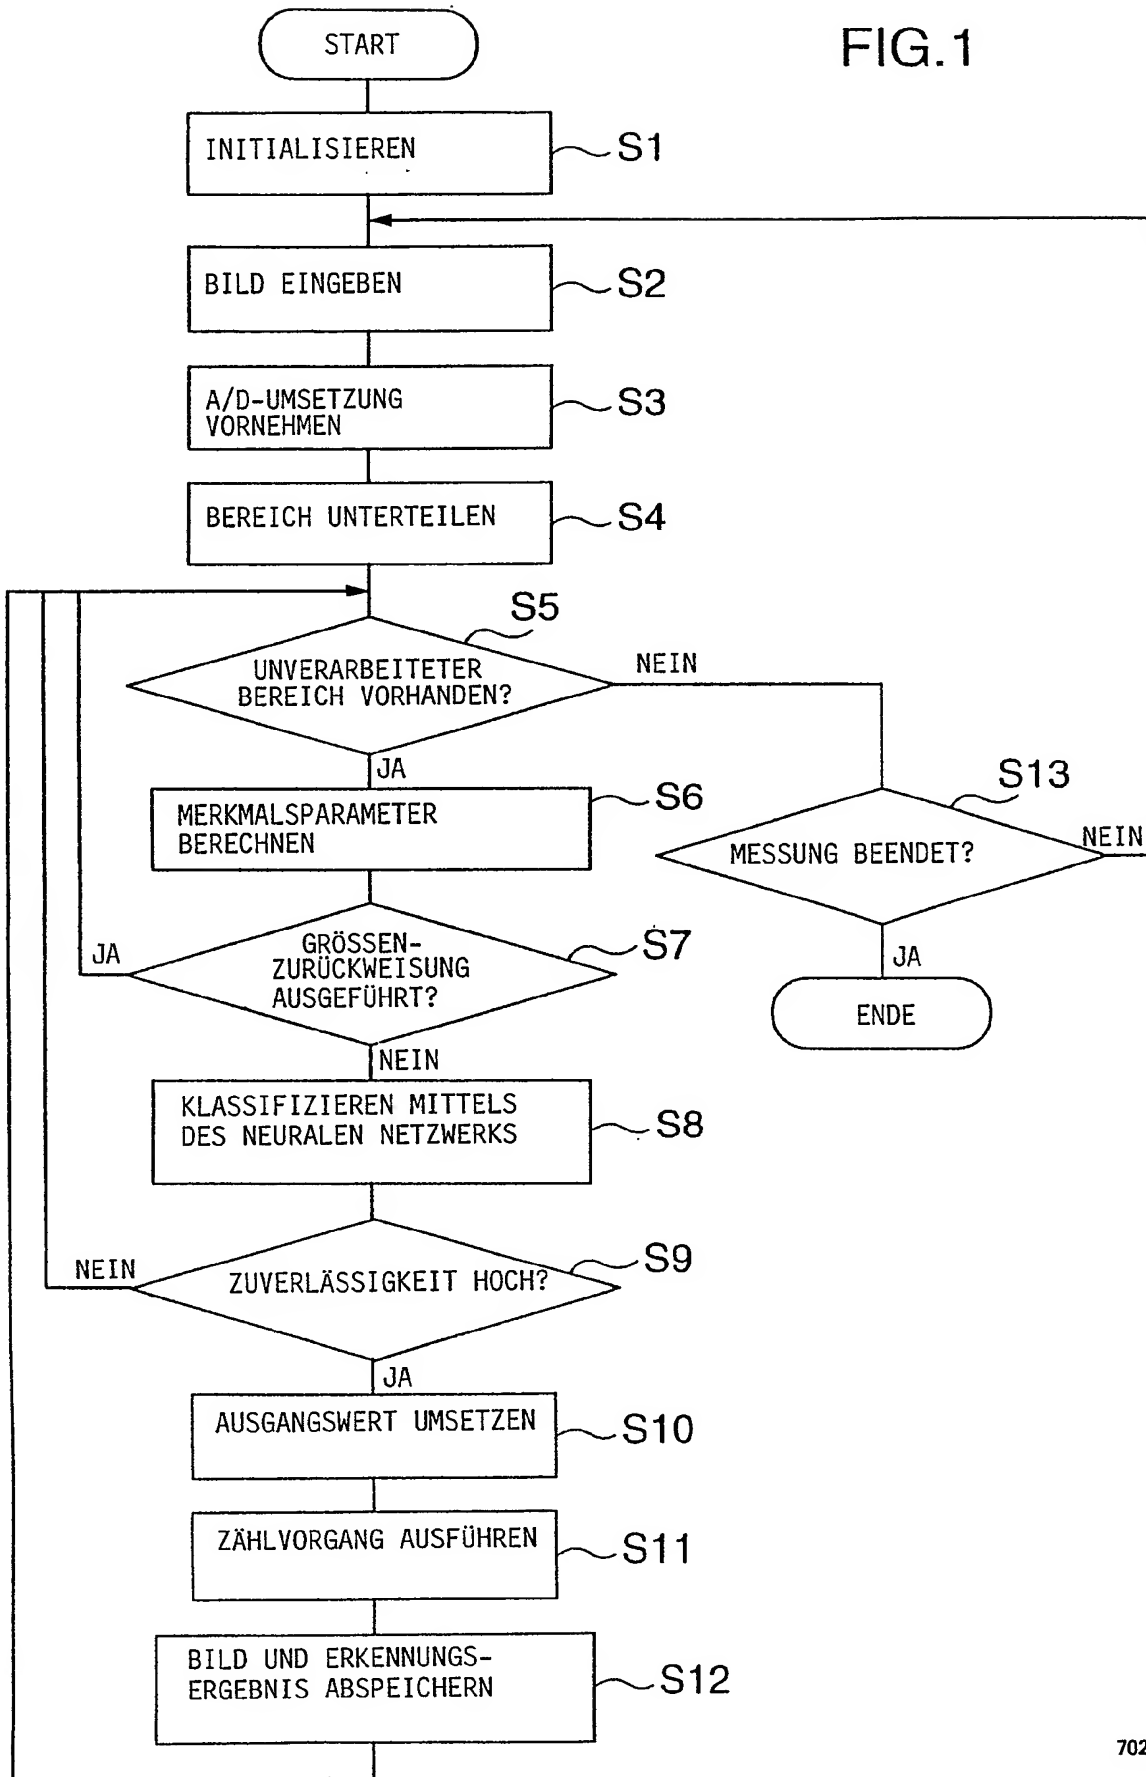 FIG.1
START
INITIALISIEREN
S1
BILD EINGEBEN
S2
A/D-UMSETZUNG
VORNEHMEN
S3
BEREICH UNTERTEILEN
S4
S5
UNVERARBEITETER
BEREICH VORHANDEN?
NEIN
JA
MERKMALSPARAMETER
BERECHNEN
S6
S13
MESSUNG BEENDET?
NEIN
JA
ENDE
GRÖSSEN-
ZURÜCKWEISUNG
AUSGEFÜHRT?
S7
JA
NEIN
KLASSIFIZIEREN MITTELS
DES NEURALEN NETZWERKS
S8
ZUVERLÄSSIGKEIT HOCH?
S9
NEIN
JA
AUSGANGSWERT UMSETZEN
S10
ZÄHLVORGANG AUSFÜHREN
S11
BILD UND ERKENNUNGS-
ERGEBNIS ABSPEICHERN
S12
702